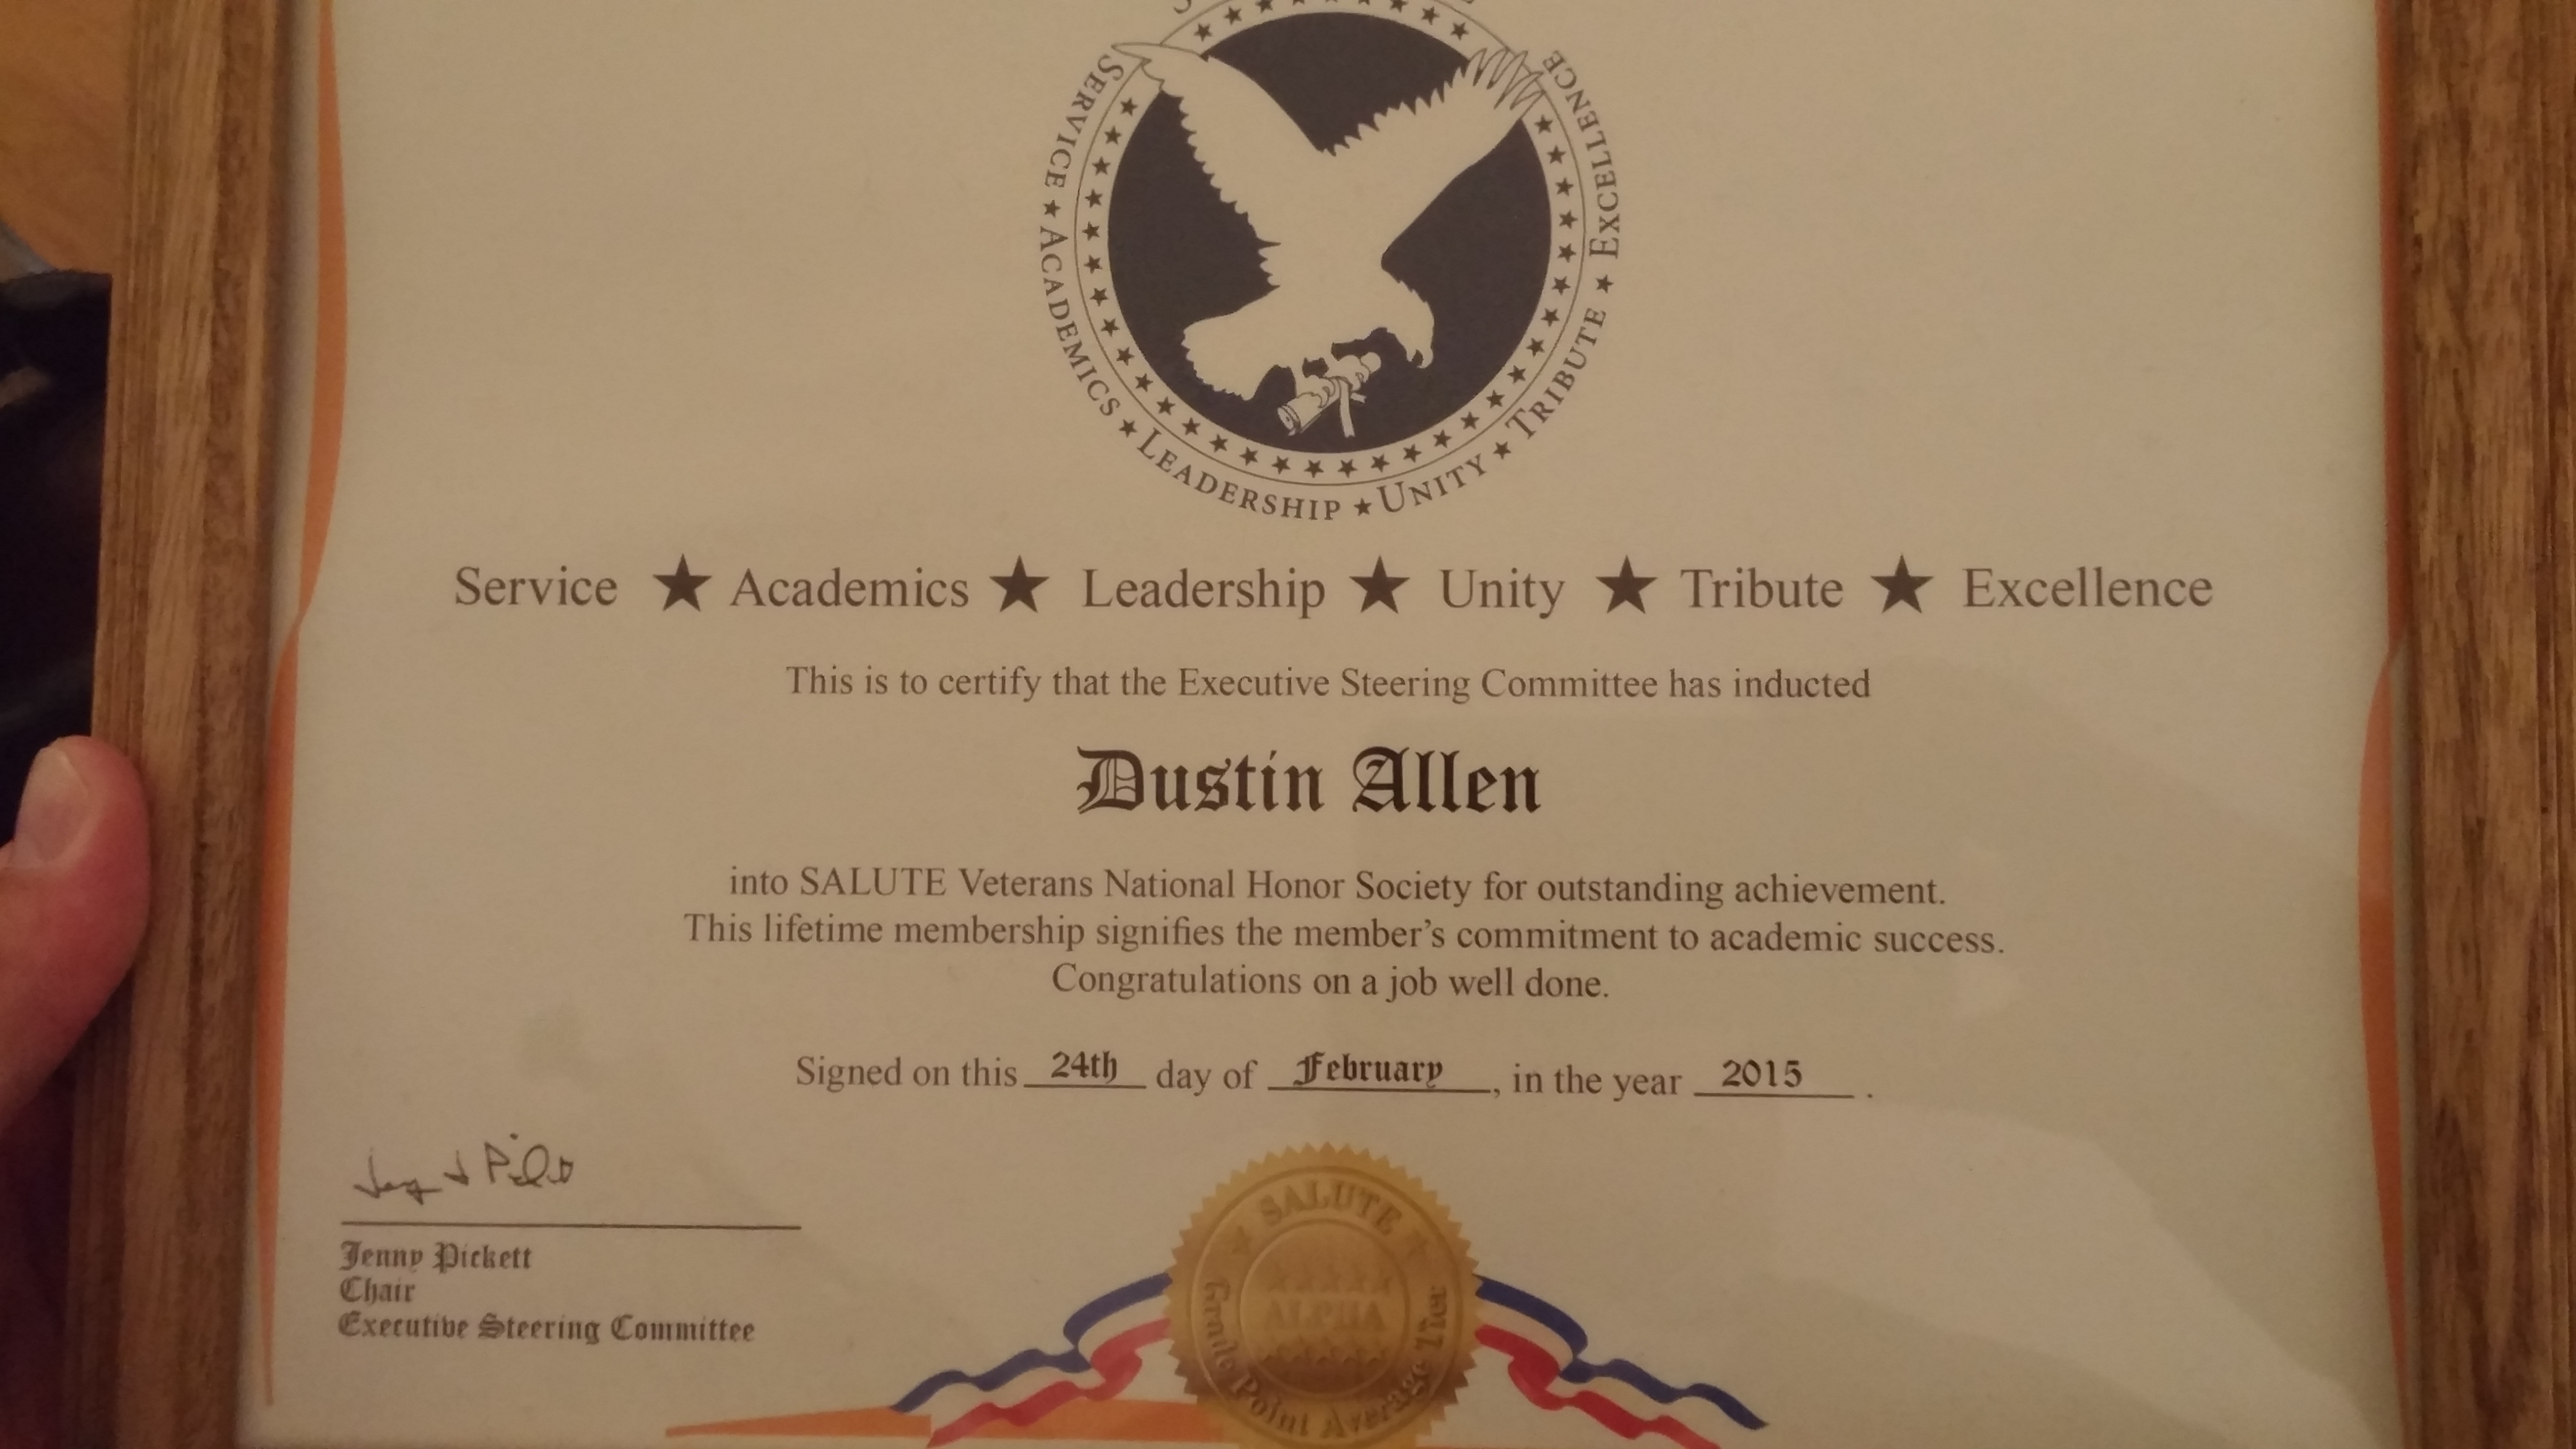 SERVICE ★ ACADEMICS ★ LEADERSHIP ★ UNITY ★ TRIBUTE ★ EXCELLENCE
Service ★ Academics ★ Leadership ★ Unity ★ Tribute ★ Excellence
This is to certify that the Executive Steering Committee has inducted
Dustin Allen
into SALUTE Veterans National Honor Society for outstanding achievement.
This lifetime membership signifies the member's commitment to academic success.
Congratulations on a job well done.
Signed on this 24th day of February, in the year 2015.
Jenny Pickett
Chair
Executive Steering Committee
★ SALUTE ★
ALPHA
Grade Point Average Tier